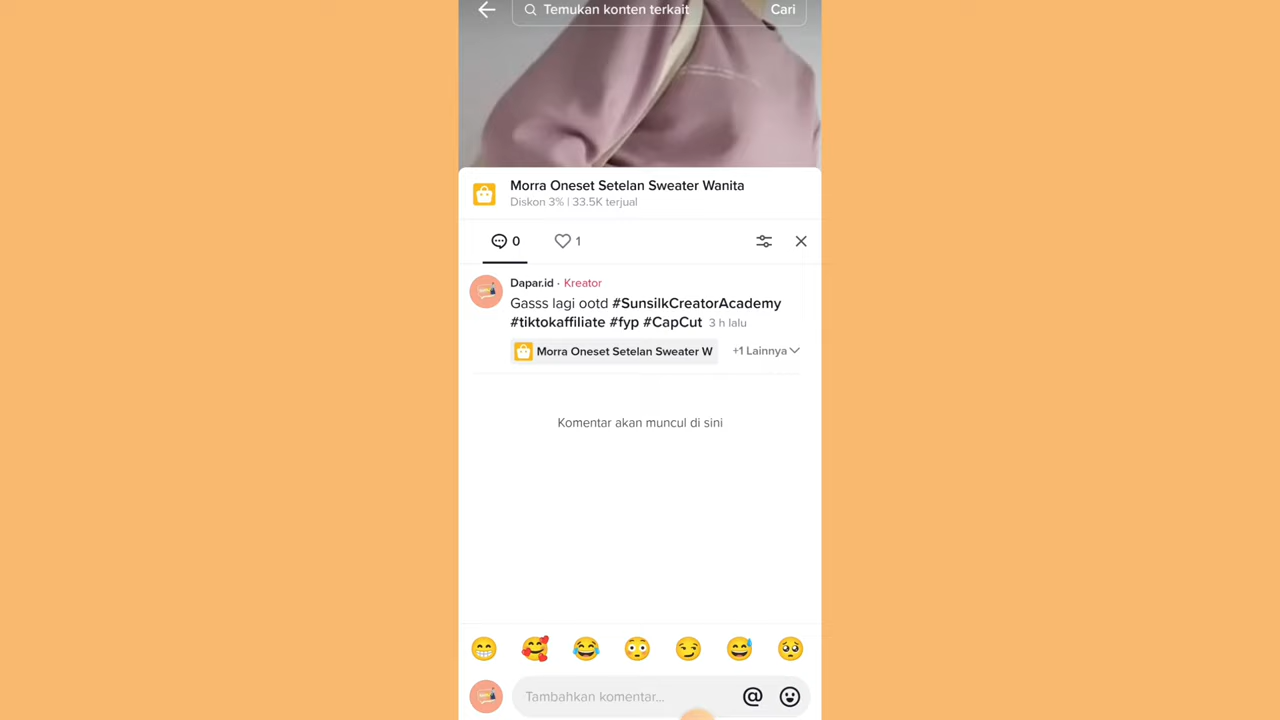 Temukan konten terkait Cari
Morra Oneset Setelan Sweater Wanita
Diskon 3% | 33.5K terjual
0 1
Dapar.id · Kreator
Gasss lagi ootd #SunsilkCreatorAcademy
#tiktokaffiliate #fyp #CapCut 3 h lalu
Morra Oneset Setelan Sweater W +1 Lainnya
Komentar akan muncul di sini
Tambahkan komentar... @